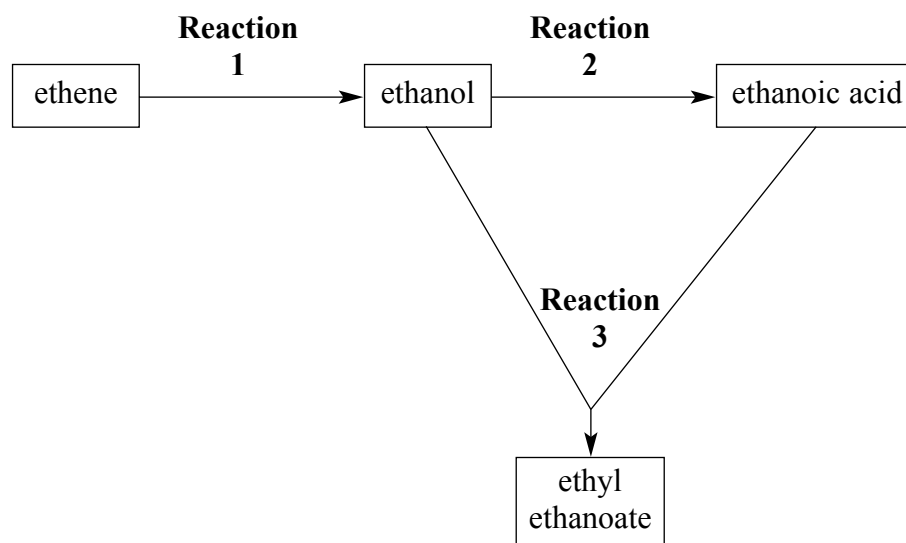 Reaction
1
Reaction
2
ethene
ethanol
ethanoic acid
Reaction
3
ethyl
ethanoate